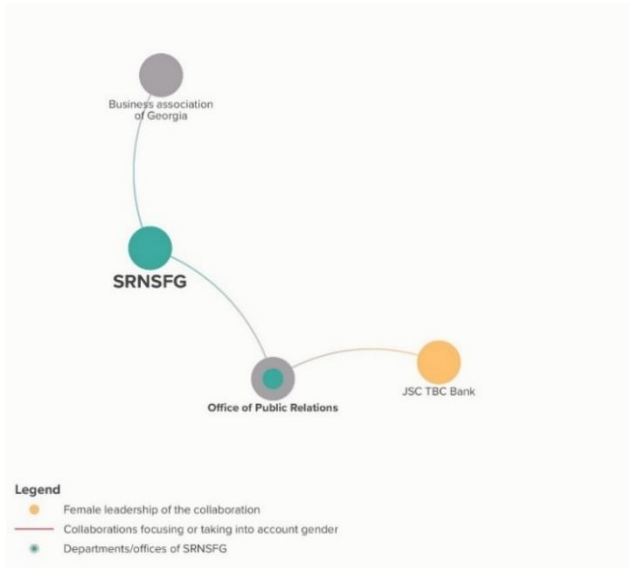 Business association
of Georgia
SRNSFG
Office of Public Relations
JSC TBC Bank
Legend
Female leadership of the collaboration
Collaborations focusing or taking into account gender
Departments/offices of SRNSFG